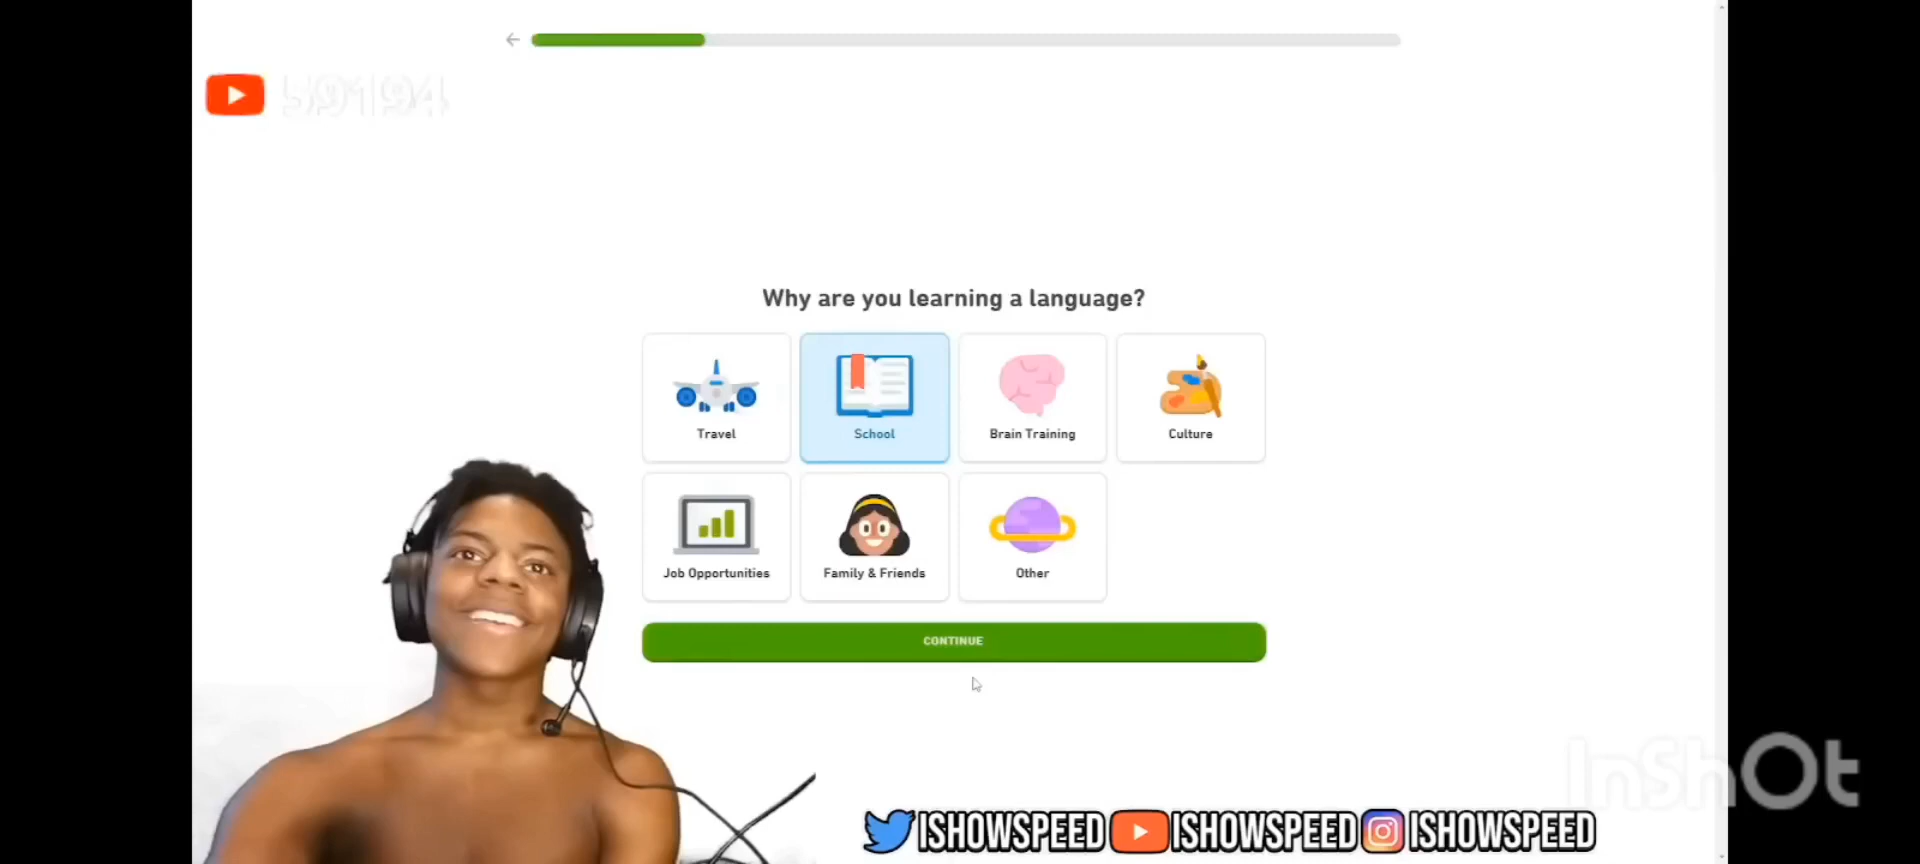 59194
Why are you learning a language?
Travel
School
Brain Training
Culture
Job Opportunities
Family & Friends
Other
CONTINUE
InShOt
ISHOWSPEED ISHOWSPEED ISHOWSPEED